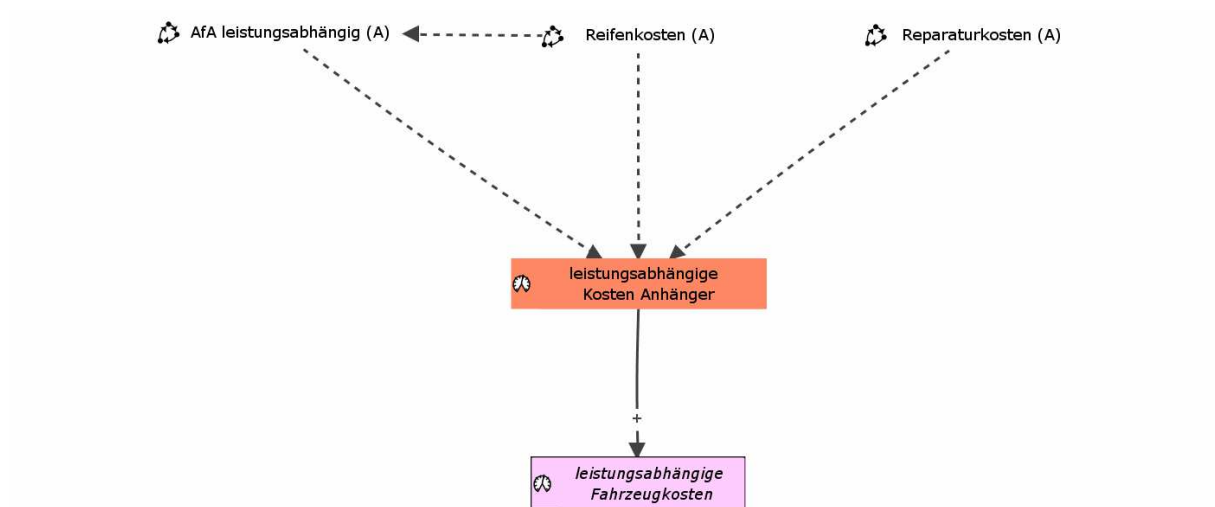 AfA leistungsabhängig (A)
Reifenkosten (A)
Reparaturkosten (A)
leistungsabhängige
Kosten Anhänger
+
leistungsabhängige
Fahrzeugkosten